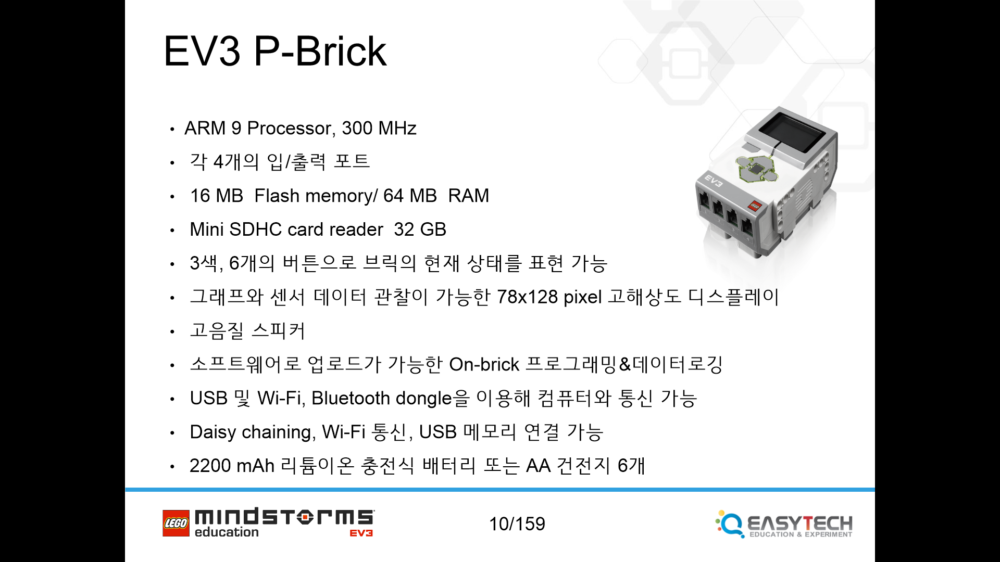 EV3 P-Brick
• ARM 9 Processor, 300 MHz
• 각 4개의 입/출력 포트
• 16 MB  Flash memory/ 64 MB  RAM
• Mini SDHC card reader  32 GB
• 3색, 6개의 버튼으로 브릭의 현재 상태를 표현 가능
• 그래프와 센서 데이터 관찰이 가능한 78x128 pixel 고해상도 디스플레이
• 고음질 스피커
• 소프트웨어로 업로드가 가능한 On-brick 프로그래밍&데이터로깅
• USB 및 Wi-Fi, Bluetooth dongle을 이용해 컴퓨터와 통신 가능
• Daisy chaining, Wi-Fi 통신, USB 메모리 연결 가능
• 2200 mAh 리튬이온 충전식 배터리 또는 AA 건전지 6개
EV3
LEGO
1 2 3 4
LEGO mindstorms
education EV3
10/159
EASYTECH
EDUCATION & EXPERIMENT